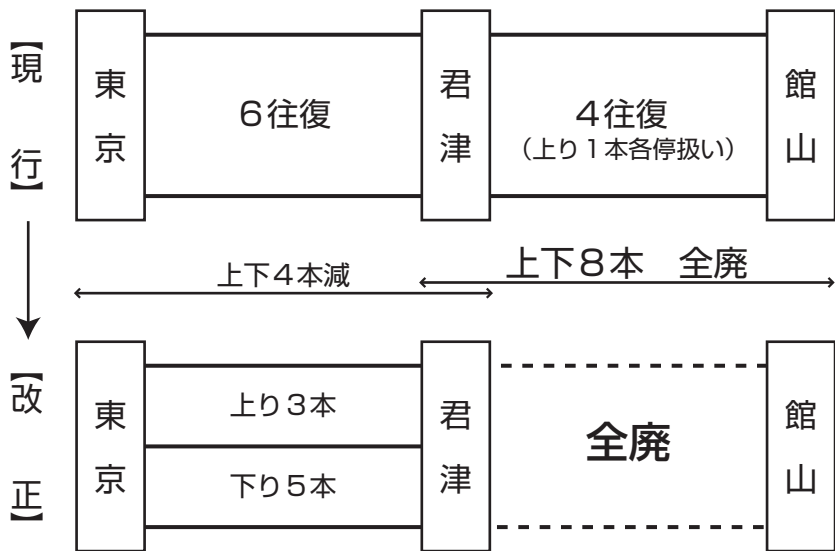 【現行】
東京
6往復
君津
4往復
(上り1本各停扱い)
館山
上下4本減
上下8本 全廃
【改正】
東京
上り3本
下り5本
君津
全廃
館山